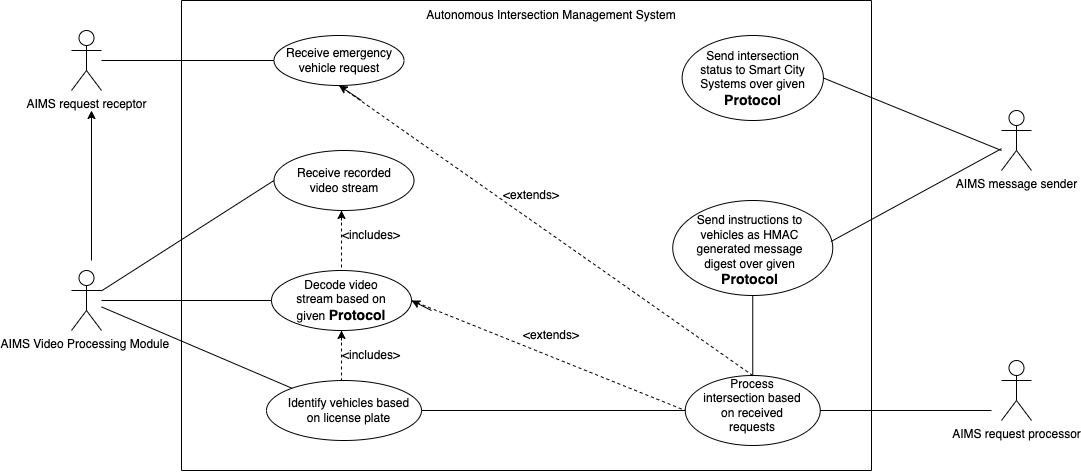 Autonomous Intersection Management System
Receive emergency
vehicle request
AIMS request receptor
Send intersection
status to Smart City
Systems over given
Protocol
AIMS message sender
Receive recorded
video stream
<extends>
<includes>
Send instructions to
vehicles as HMAC
generated message
digest over given
Protocol
Decode video
stream based on
given Protocol
AIMS Video Processing Module
<extends>
<includes>
Identify vehicles based
on license plate
Process
intersection based
on received
requests
AIMS request processor